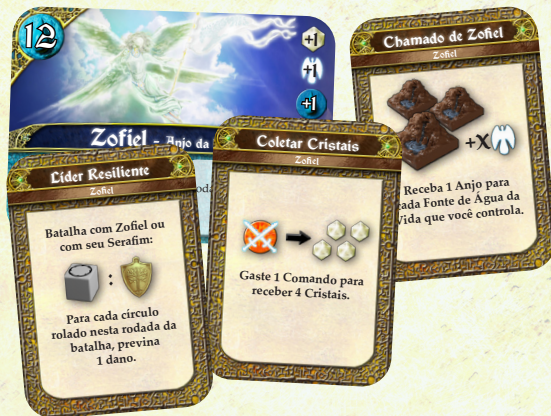 12
+1
+1
+1
Zofiel - Anjo da
Chamado de Zofiel
Zofiel
+X
Receba 1 Anjo para
cada Fonte de Água da
Vida que você controla.
Líder Resiliente
Zofiel
Batalha com Zofiel ou
com seu Serafim:
:
Para cada círculo
rolado nesta rodada da
batalha, previna
1 dano.
Coletar Cristais
Zofiel
Gaste 1 Comando para
receber 4 Cristais.